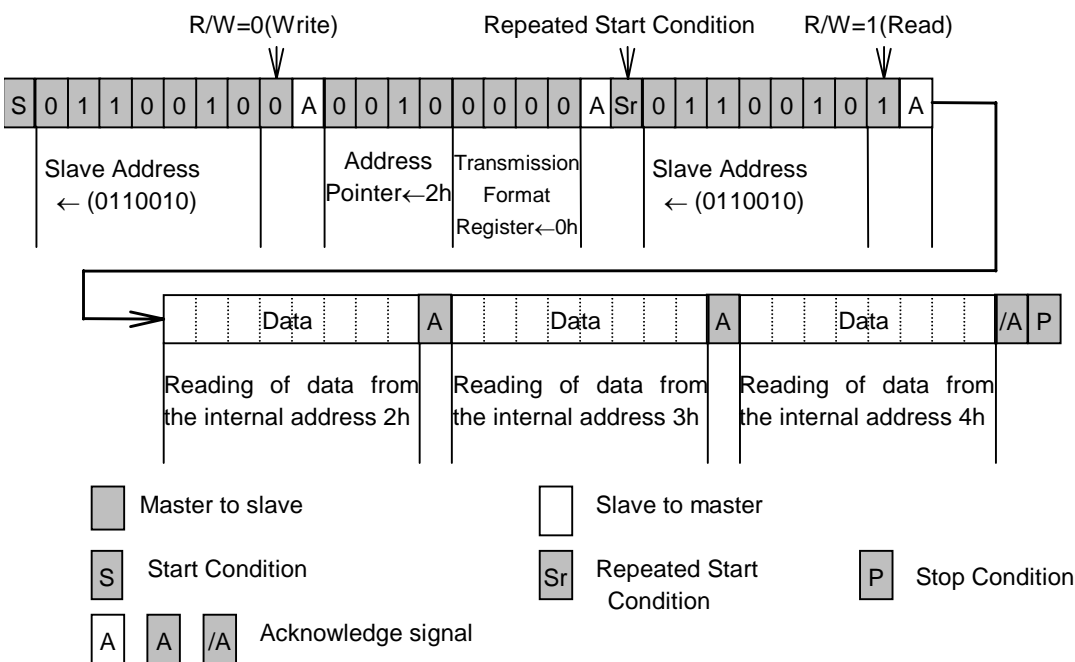 R/W=0(Write) Repeated Start Condition R/W=1(Read)
S 0 1 1 0 0 1 0 0 A 0 0 1 0 0 0 0 0 A Sr 0 1 1 0 0 1 0 1 A
Slave Address
← (0110010)
Address
Pointer←2h
Transmission
Format
Register←0h
Slave Address
← (0110010)
Data A Data A Data /A P
Reading of data from
the internal address 2h
Reading of data from
the internal address 3h
Reading of data from
the internal address 4h
Master to slave Slave to master
S Start Condition
Sr Repeated Start
Condition
P Stop Condition
A A /A Acknowledge signal